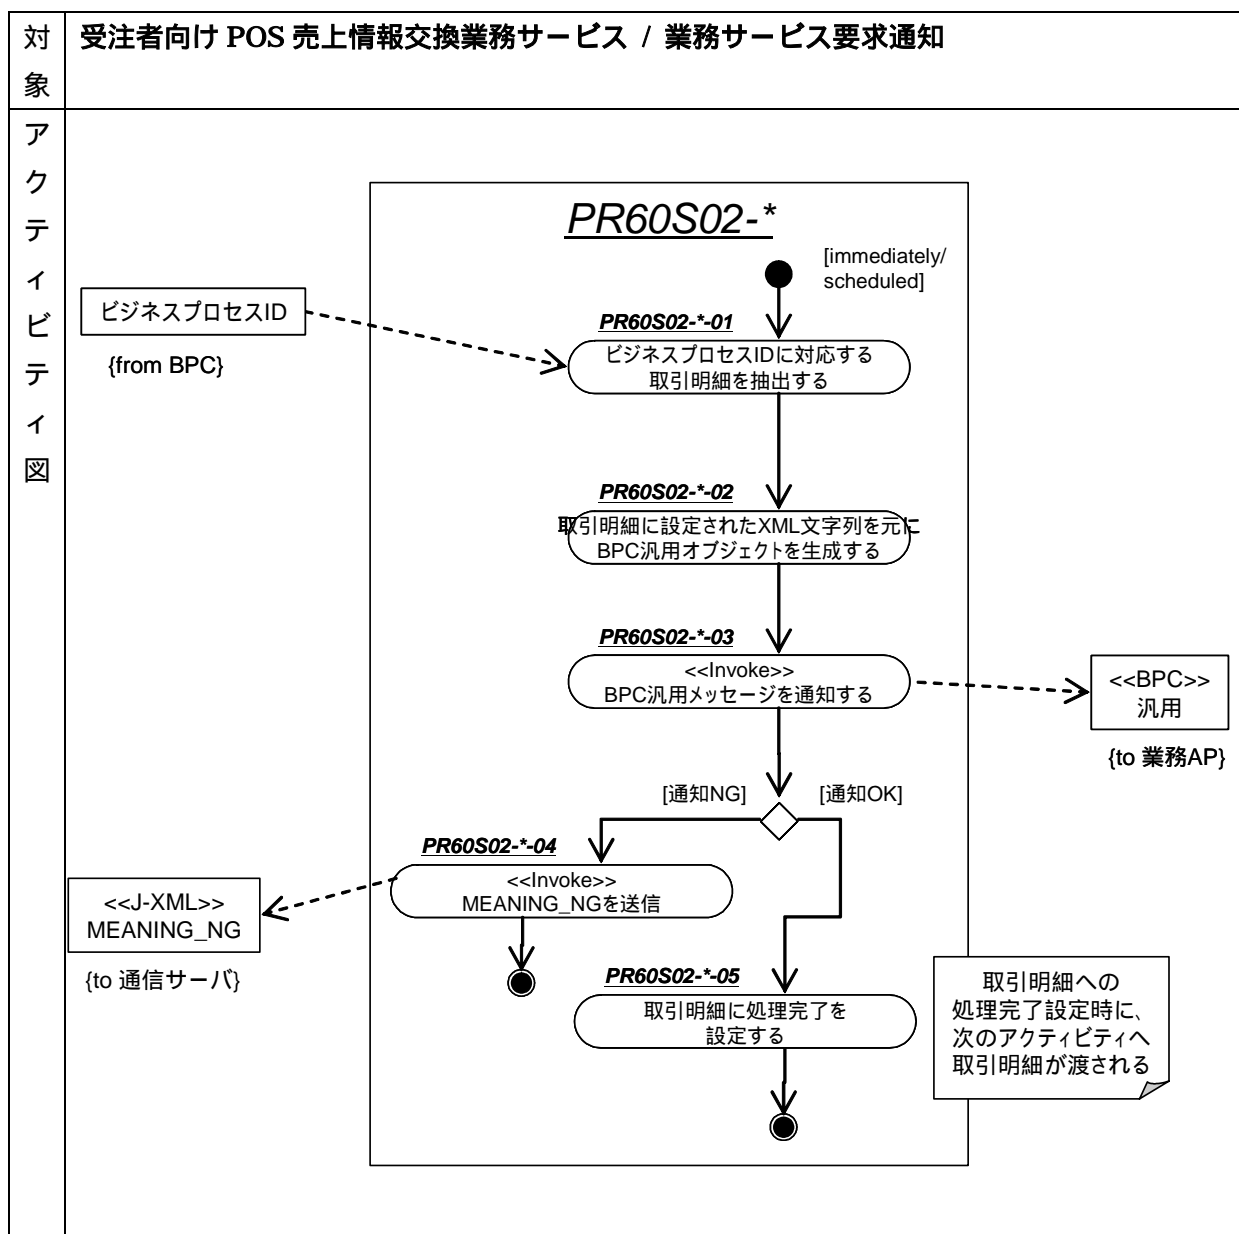 対象
受注者向け POS 売上情報交換業務サービス / 業務サービス要求通知
アクティビティ図
PR60S02-*
[immediately/
scheduled]
ビジネスプロセスID
{from BPC}
PR60S02-*-01
ビジネスプロセスIDに対応する
取引明細を抽出する
PR60S02-*-02
取引明細に設定されたXML文字列を元に
BPC汎用オブジェクトを生成する
PR60S02-*-03
<<Invoke>>
BPC汎用メッセージを通知する
<<BPC>>
汎用
{to 業務AP}
[通知NG]
[通知OK]
PR60S02-*-04
<<Invoke>>
MEANING_NGを送信
<<J-XML>>
MEANING_NG
{to 通信サーバ}
PR60S02-*-05
取引明細に処理完了を
設定する
取引明細への
処理完了設定時に、
次のアクティビティへ
取引明細が渡される